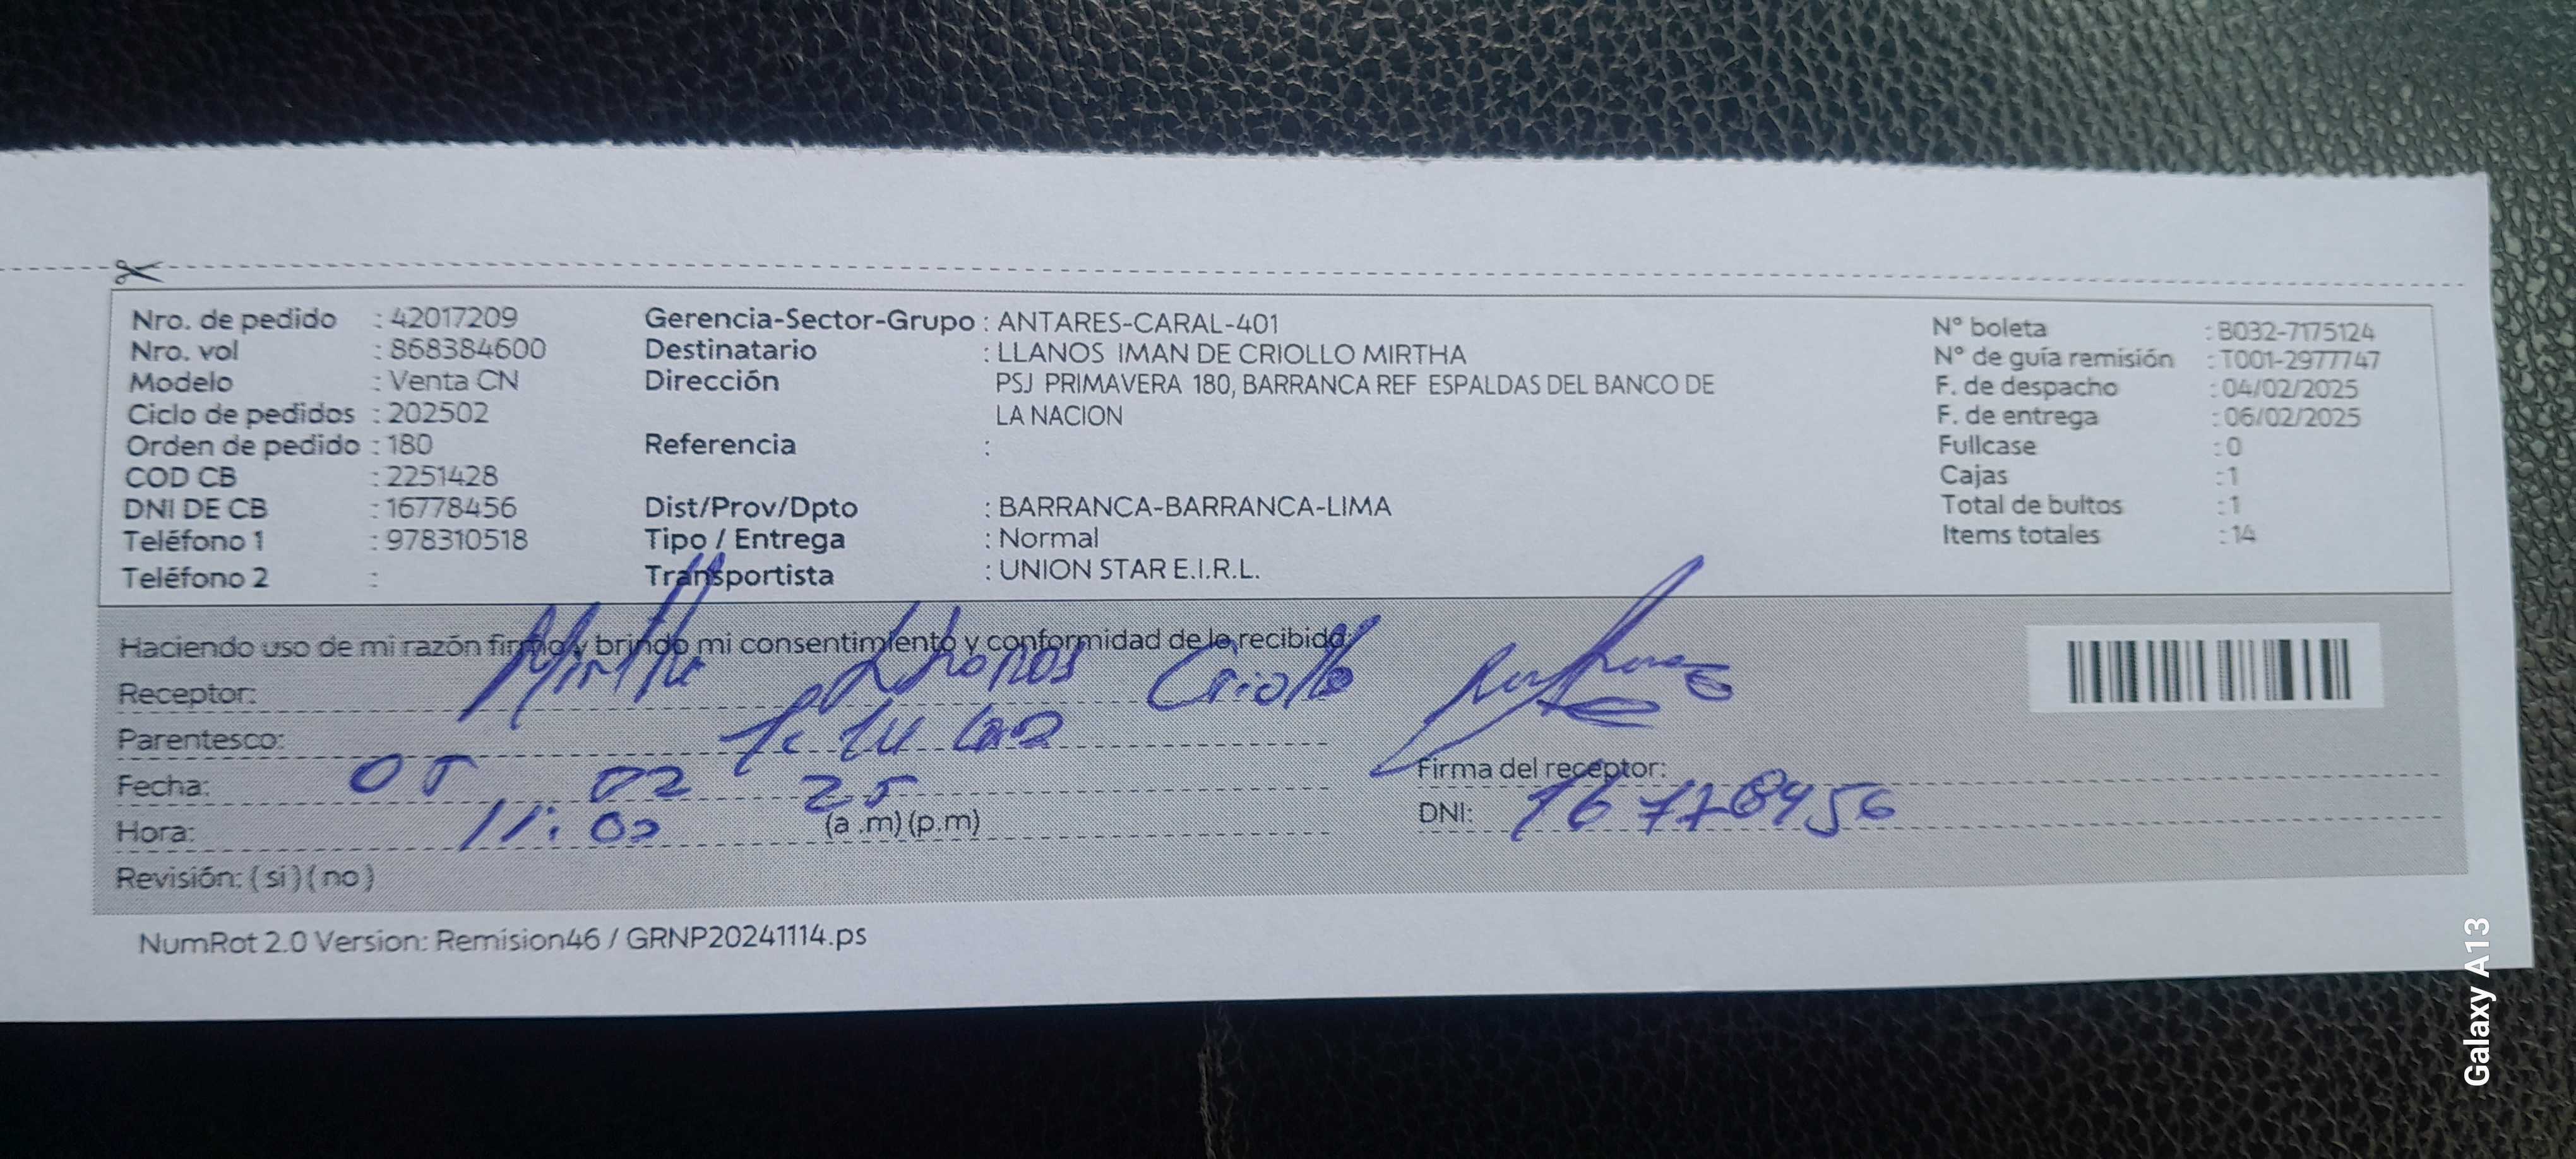 Nro. de pedido : 42017209
Nro. vol : 868384600
Modelo : Venta CN
Ciclo de pedidos : 202502
Orden de pedido : 180
COD CB : 2251428
DNI DE CB : 16778456
Teléfono 1 : 978310518
Teléfono 2 :
Gerencia-Sector-Grupo : ANTARES-CARAL-401
Destinatario : LLANOS IMAN DE CRIOLLO MIRTHA
Dirección PSJ PRIMAVERA 180, BARRANCA REF ESPALDAS DEL BANCO DE
LA NACION
Referencia :
Dist/Prov/Dpto : BARRANCA-BARRANCA-LIMA
Tipo / Entrega : Normal
Transportista : UNION STAR E.I.R.L.
N° boleta : B032-7175124
N° de guía remisión : T001-2977747
F. de despacho : 04/02/2025
F. de entrega : 06/02/2025
Fullcase : 0
Cajas : 1
Total de bultos : 1
Items totales : 14
Haciendo uso de mi razón firmo y brindo mi consentimiento y conformidad de lo recibido:
Receptor: Mirtha Llanos Criollo
Parentesco:
Fecha: 05 02 25
Hora: 11:00 (a .m) (p.m)
Revisión: ( si ) ( no )
Firma del receptor:
DNI: 16778456
NumRot 2.0 Version: Remision46 / GRNP20241114.ps
Galaxy A13